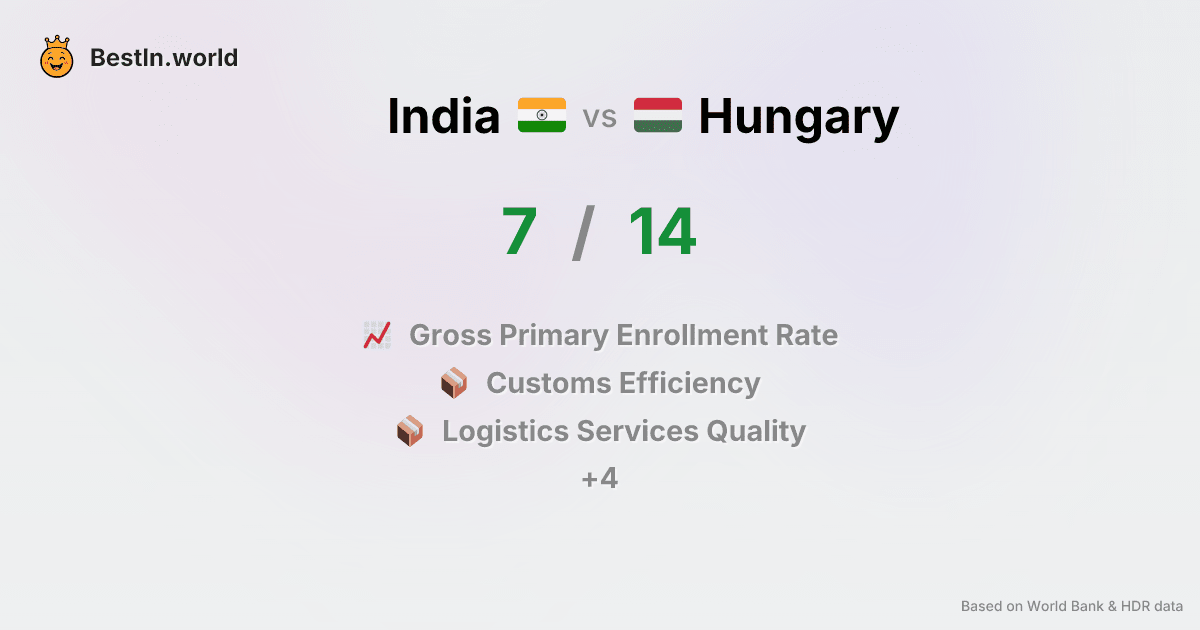 BestIn.world
India vs Hungary
7 / 14
Gross Primary Enrollment Rate
Customs Efficiency
Logistics Services Quality
+4
Based on World Bank & HDR data